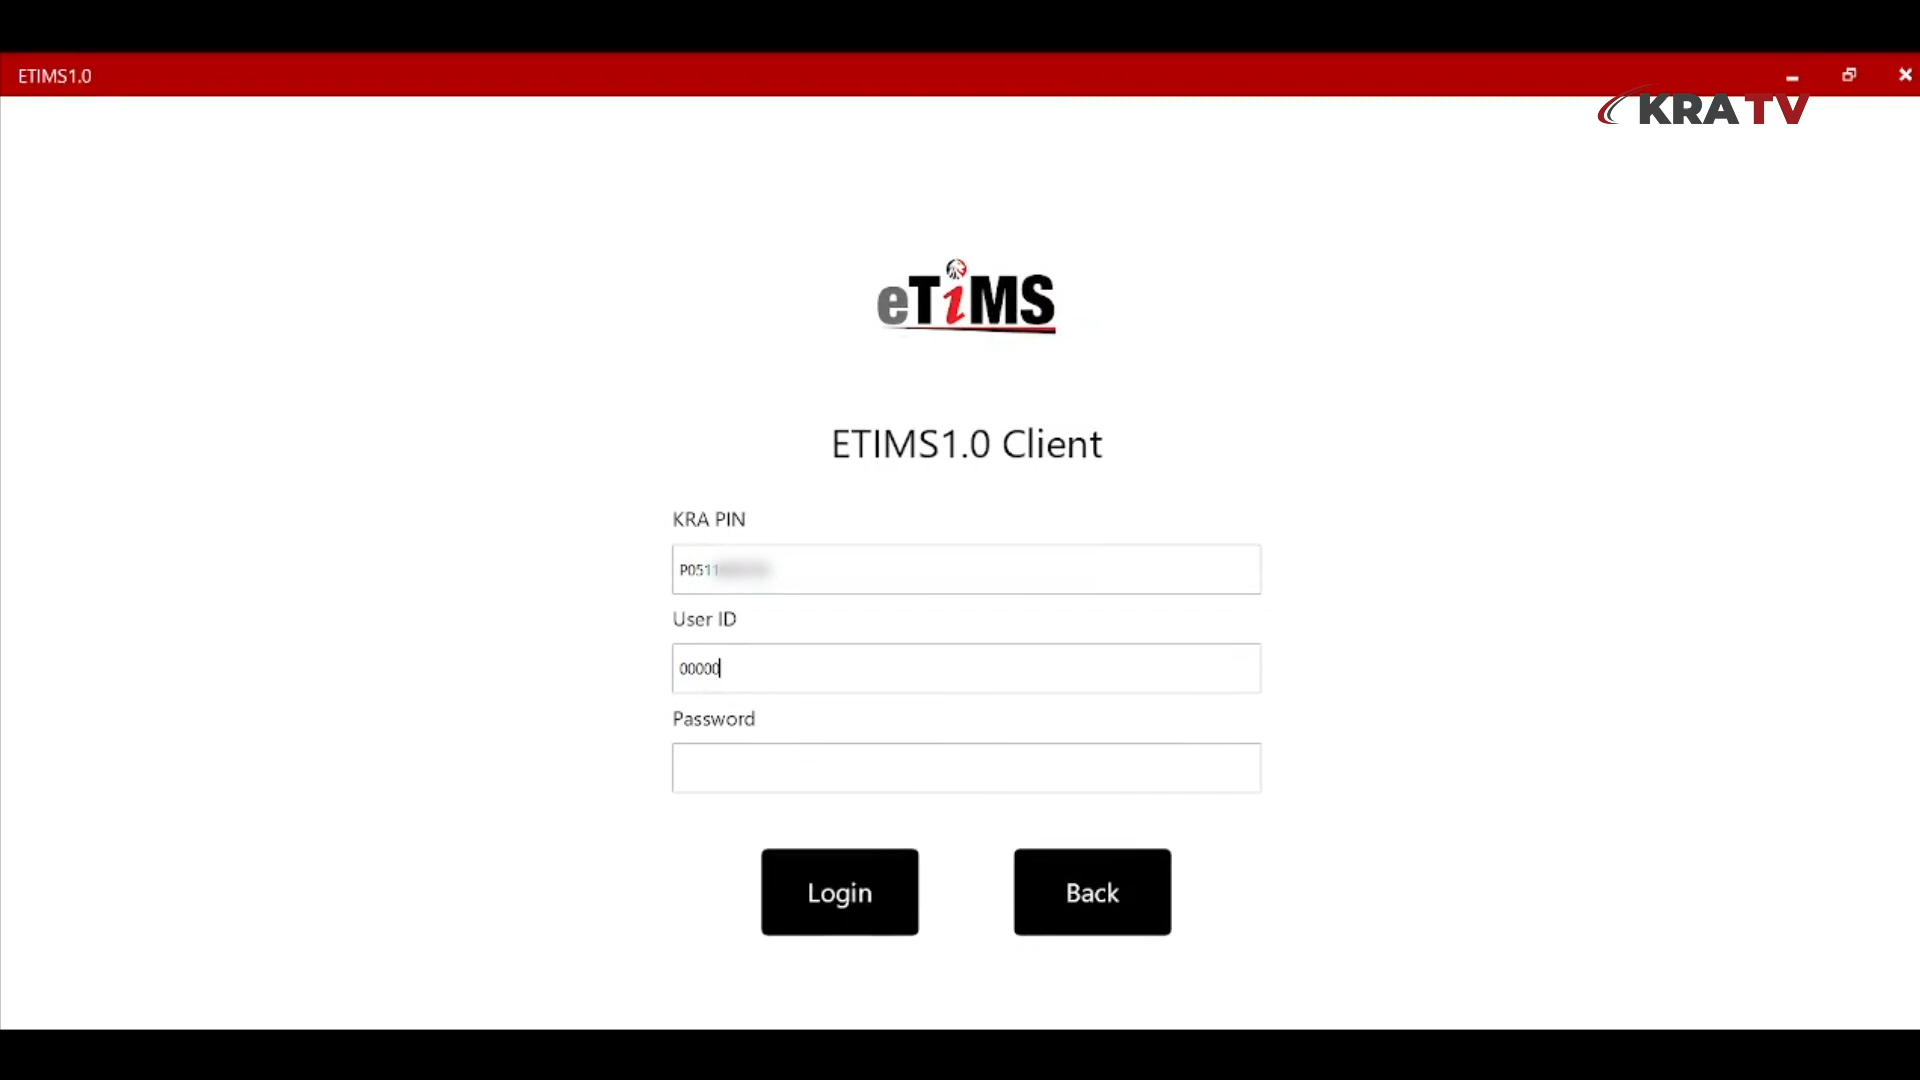 ETIMS1.0
KRA TV
eTiMS
ETIMS1.0 Client
KRA PIN
P0511
User ID
00000
Password
Login
Back